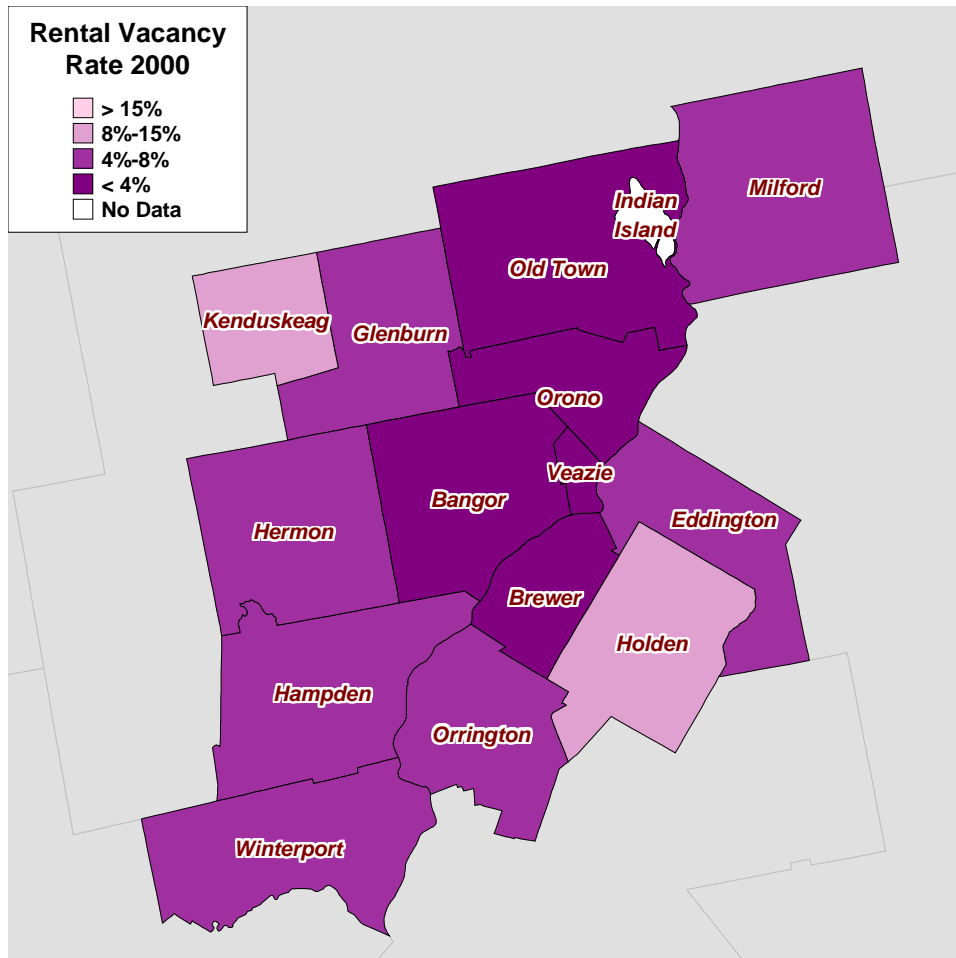 Rental Vacancy
Rate 2000
> 15%
8%-15%
4%-8%
< 4%
No Data
Milford
Indian
Island
Old Town
Kenduskeag
Glenburn
Orono
Veazie
Bangor
Eddington
Hermon
Brewer
Holden
Hampden
Orrington
Winterport